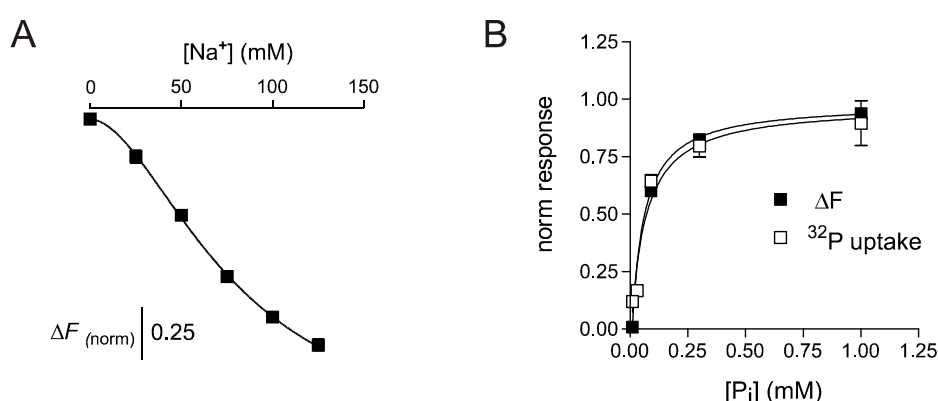 A
[Na⁺] (mM)
0 50 100 150
ΔF (norm) 0.25
B
norm response
1.25
1.00
0.75
0.50
0.25
0.00
0.00 0.25 0.50 0.75 1.00 1.25
[Pi] (mM)
ΔF
³²P uptake